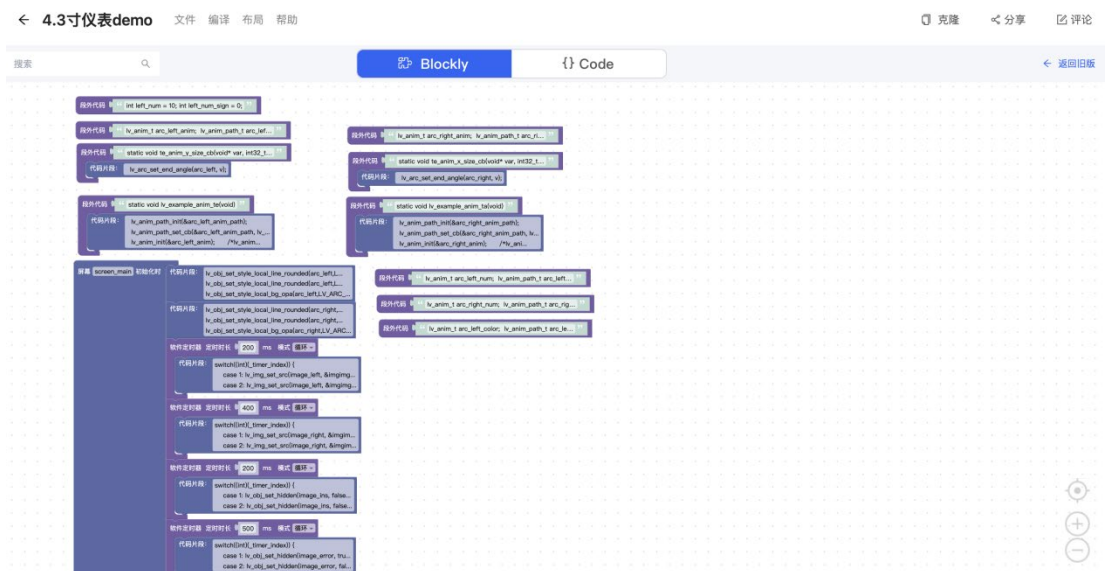 ← 4.3寸仪表demo 文件 编译 布局 帮助 克隆 分享 评论
搜索 Blockly {} Code ← 返回旧版
段外代码 " int left_num = 10; int left_num_sign = 0; "
段外代码 " lv_anim_t arc_left_anim; lv_anim_path_t arc_lef... "
段外代码 " static void te_anim_y_size_cb(void* var, int32_t... "
代码片段: lv_arc_set_end_angle(arc_left, v);
段外代码 " static void lv_example_anim_te(void) "
代码片段: lv_anim_path_init(&arc_left_anim_path);
lv_anim_path_set_cb(&arc_left_anim_path, lv_...
lv_anim_init(&arc_left_anim); /*lv_anim...
段外代码 " lv_anim_t arc_right_anim; lv_anim_path_t arc_ri... "
段外代码 " static void te_anim_x_size_cb(void* var, int32_t... "
代码片段: lv_arc_set_end_angle(arc_right, v);
段外代码 " static void lv_example_anim_ta(void) "
代码片段: lv_anim_path_init(&arc_right_anim_path);
lv_anim_path_set_cb(&arc_right_anim_path, lv...
lv_anim_init(&arc_right_anim); /*lv_ani...
段外代码 " lv_anim_t arc_left_num; lv_anim_path_t arc_left... "
段外代码 " lv_anim_t arc_right_num; lv_anim_path_t arc_rig... "
段外代码 " lv_anim_t arc_left_color; lv_anim_path_t arc_le... "
屏幕 screen_main 初始化时 代码片段: lv_obj_set_style_local_line_rounded(arc_left,L...
lv_obj_set_style_local_line_rounded(arc_left,L...
lv_obj_set_style_local_bg_opa(arc_left,LV_ARC_...
代码片段: lv_obj_set_style_local_line_rounded(arc_right,...
lv_obj_set_style_local_line_rounded(arc_right,...
lv_obj_set_style_local_bg_opa(arc_right,LV_ARC...
软件定时器 定时时长 200 ms 模式 循环
代码片段: switch((int)(_timer_index)) {
case 1: lv_img_set_src(image_left, &imgimg...
case 2: lv_img_set_src(image_left, &imgimg...
软件定时器 定时时长 400 ms 模式 循环
代码片段: switch((int)(_timer_index)) {
case 1: lv_img_set_src(image_right, &imgim...
case 2: lv_img_set_src(image_right, &imgim...
软件定时器 定时时长 200 ms 模式 循环
代码片段: switch((int)(_timer_index)) {
case 1: lv_obj_set_hidden(image_ins, false...
case 2: lv_obj_set_hidden(image_ins, false...
软件定时器 定时时长 500 ms 模式 循环
代码片段: switch((int)(_timer_index)) {
case 1: lv_obj_set_hidden(image_error, tru...
case 2: lv_obj_set_hidden(image_error, fal...